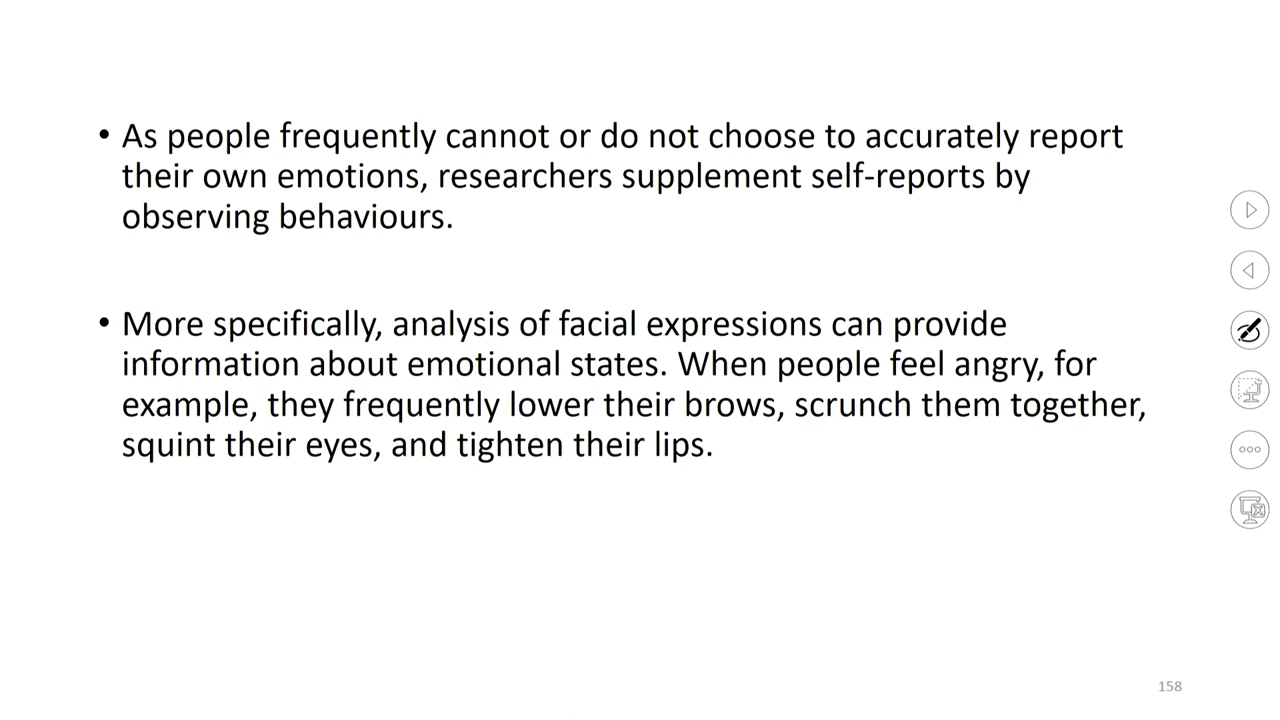 • As people frequently cannot or do not choose to accurately report
their own emotions, researchers supplement self-reports by
observing behaviours.
• More specifically, analysis of facial expressions can provide
information about emotional states. When people feel angry, for
example, they frequently lower their brows, scrunch them together,
squint their eyes, and tighten their lips.
158